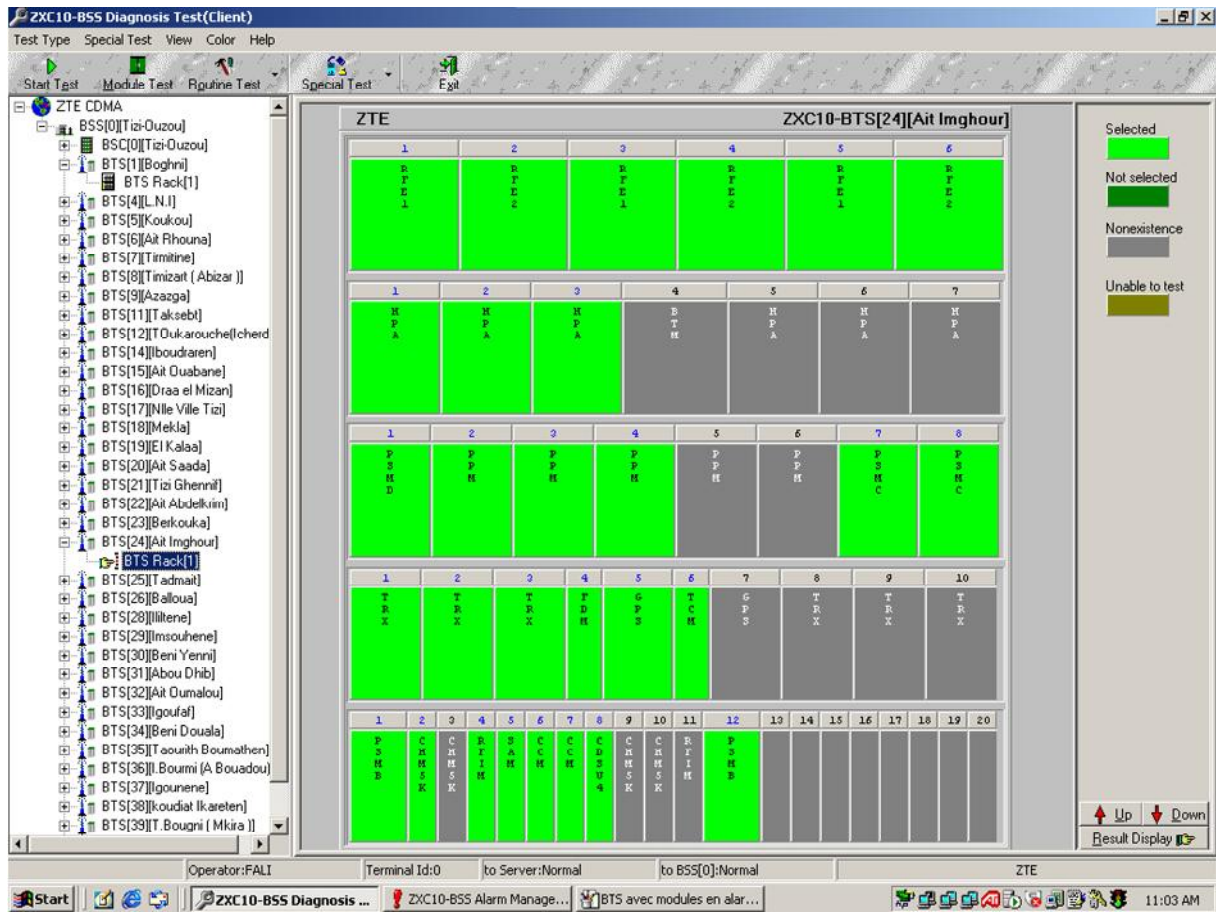 ZXC10-BSS Diagnosis Test(Client)
Test Type Special Test View Color Help
Start Test Module Test Routine Test Special Test Exit
ZTE CDMA
BSS[0][Tizi-Ouzou]
BSC[0][Tizi-Ouzou]
BTS[1][Boghni]
BTS Rack[1]
BTS[4][L.N.I]
BTS[5][Koukou]
BTS[6][Ait Rhouna]
BTS[7][Tirmitine]
BTS[8][Timizart ( Abizar )]
BTS[9][Azazga]
BTS[11][Taksebt]
BTS[12][TOukarouche(Icherd
BTS[14][Iboudraren]
BTS[15][Ait Ouabane]
BTS[16][Draa el Mizan]
BTS[17][Nlle Ville Tizi]
BTS[18][Mekla]
BTS[19][El Kalaa]
BTS[20][Ait Saada]
BTS[21][Tizi Ghennif]
BTS[22][Ait Abdelkrim]
BTS[23][Berkouka]
BTS[24][Ait Imghour]
BTS Rack[1]
BTS[25][Tadmait]
BTS[26][Balloua]
BTS[28][Illiltene]
BTS[29][Imsouhene]
BTS[30][Beni Yenni]
BTS[31][Abou Dhib]
BTS[32][Ait Oumalou]
BTS[33][Igoufaf]
BTS[34][Beni Douala]
BTS[35][Taourith Boumathen]
BTS[36][I.Bourmi (A Bouadou)
BTS[37][Igounene]
BTS[38][koudiat Ikareten]
BTS[39][T.Bougni ( Mkira )]
ZTE ZXC10-BTS[24][Ait Imghour]
1 2 3 4 5 6
RFE1 RFE2 RFE1 RFE2 RFE1 RFE2
1 2 3 4 5 6 7
HPA HPA HPA BTM HPA HPA HPA
1 2 3 4 5 6 7 8
PSMD PPM PPM PPM PPM PPM PSMC PSMC
1 2 3 4 5 6 7 8 9 10
TRX TRX TRX FDM GPS TCM GPS TRX TRX TRX
1 2 3 4 5 6 7 8 9 10 11 12 13 14 15 16 17 18 19 20
PSMB CHM5K CHM5K RFIM SAM CCM CCM CDSU4 CHM5K CHM5K RFIM PSMB
Selected
Not selected
Nonexistence
Unable to test
Up Down
Result Display
Operator:FALI Terminal Id:0 to Server:Normal to BSS[0]:Normal ZTE
Start ZXC10-BSS Diagnosis ... ZXC10-BSS Alarm Manage... BTS avec modules en alar... 11:03 AM